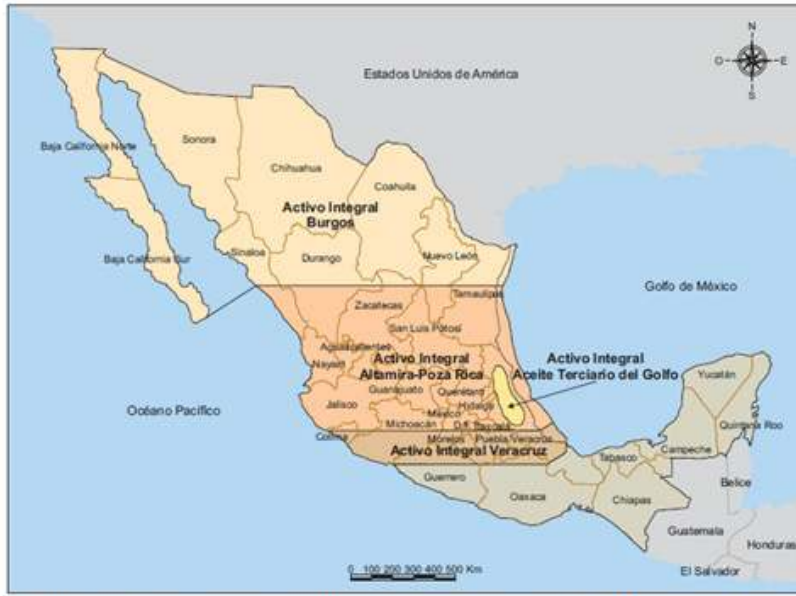 N
O E
S
Estados Unidos de América
Baja California Norte
Sonora
Chihuahua
Coahuila
Activo Integral
Burgos
Baja California Sur
Sinaloa
Durango
Nuevo León
Golfo de México
Zacatecas
Tamaulipas
San Luis Potosí
Aguascalientes
Nayarit
Activo Integral
Altamira-Poza Rica
Activo Integral
Aceite Terciario del Golfo
Yucatán
Guanajuato
Querétaro
Hidalgo
Jalisco
Océano Pacífico
Quintana Roo
México
D.F.
Tlaxcala
Michoacán
Colima
Morelos
Puebla
Veracruz
Activo Integral Veracruz
Campeche
Tabasco
Guerrero
Oaxaca
Chiapas
Belice
Guatemala
Honduras
El Salvador
0 100 200 300 400 500 Km